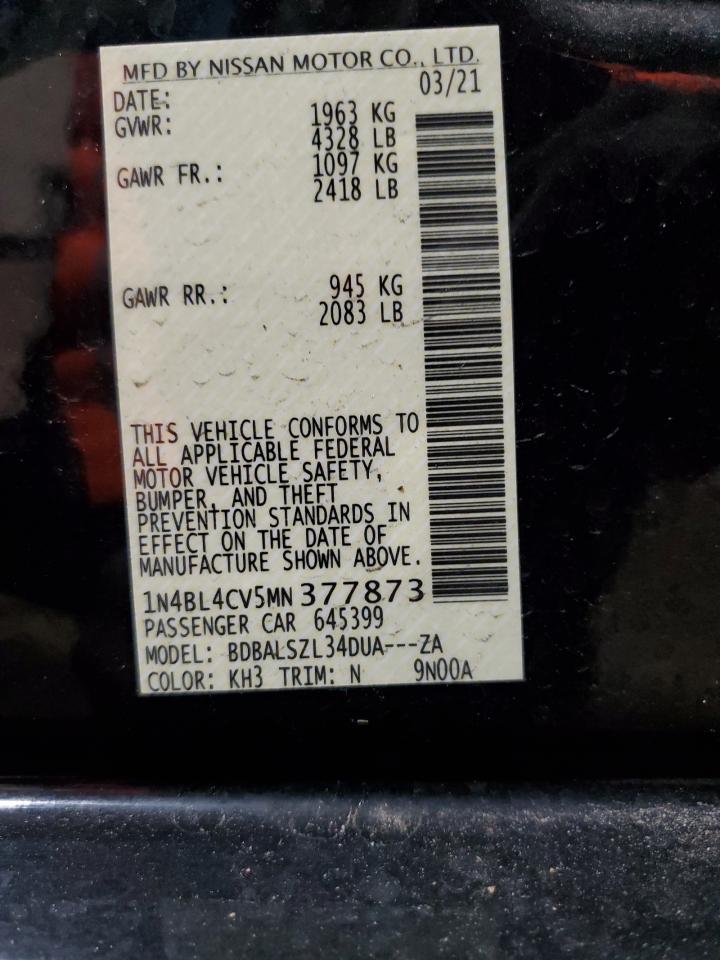 MFD BY NISSAN MOTOR CO., LTD.
DATE: 03/21
GVWR: 1963 KG
4328 LB
GAWR FR.: 1097 KG
2418 LB
GAWR RR.: 945 KG
2083 LB
THIS VEHICLE CONFORMS TO
ALL APPLICABLE FEDERAL
MOTOR VEHICLE SAFETY,
BUMPER, AND THEFT
PREVENTION STANDARDS IN
EFFECT ON THE DATE OF
MANUFACTURE SHOWN ABOVE.
1N4BL4CV5MN377873
PASSENGER CAR 645399
MODEL: BDBALSZL34DUA---ZA
COLOR: KH3 TRIM: N 9N00A